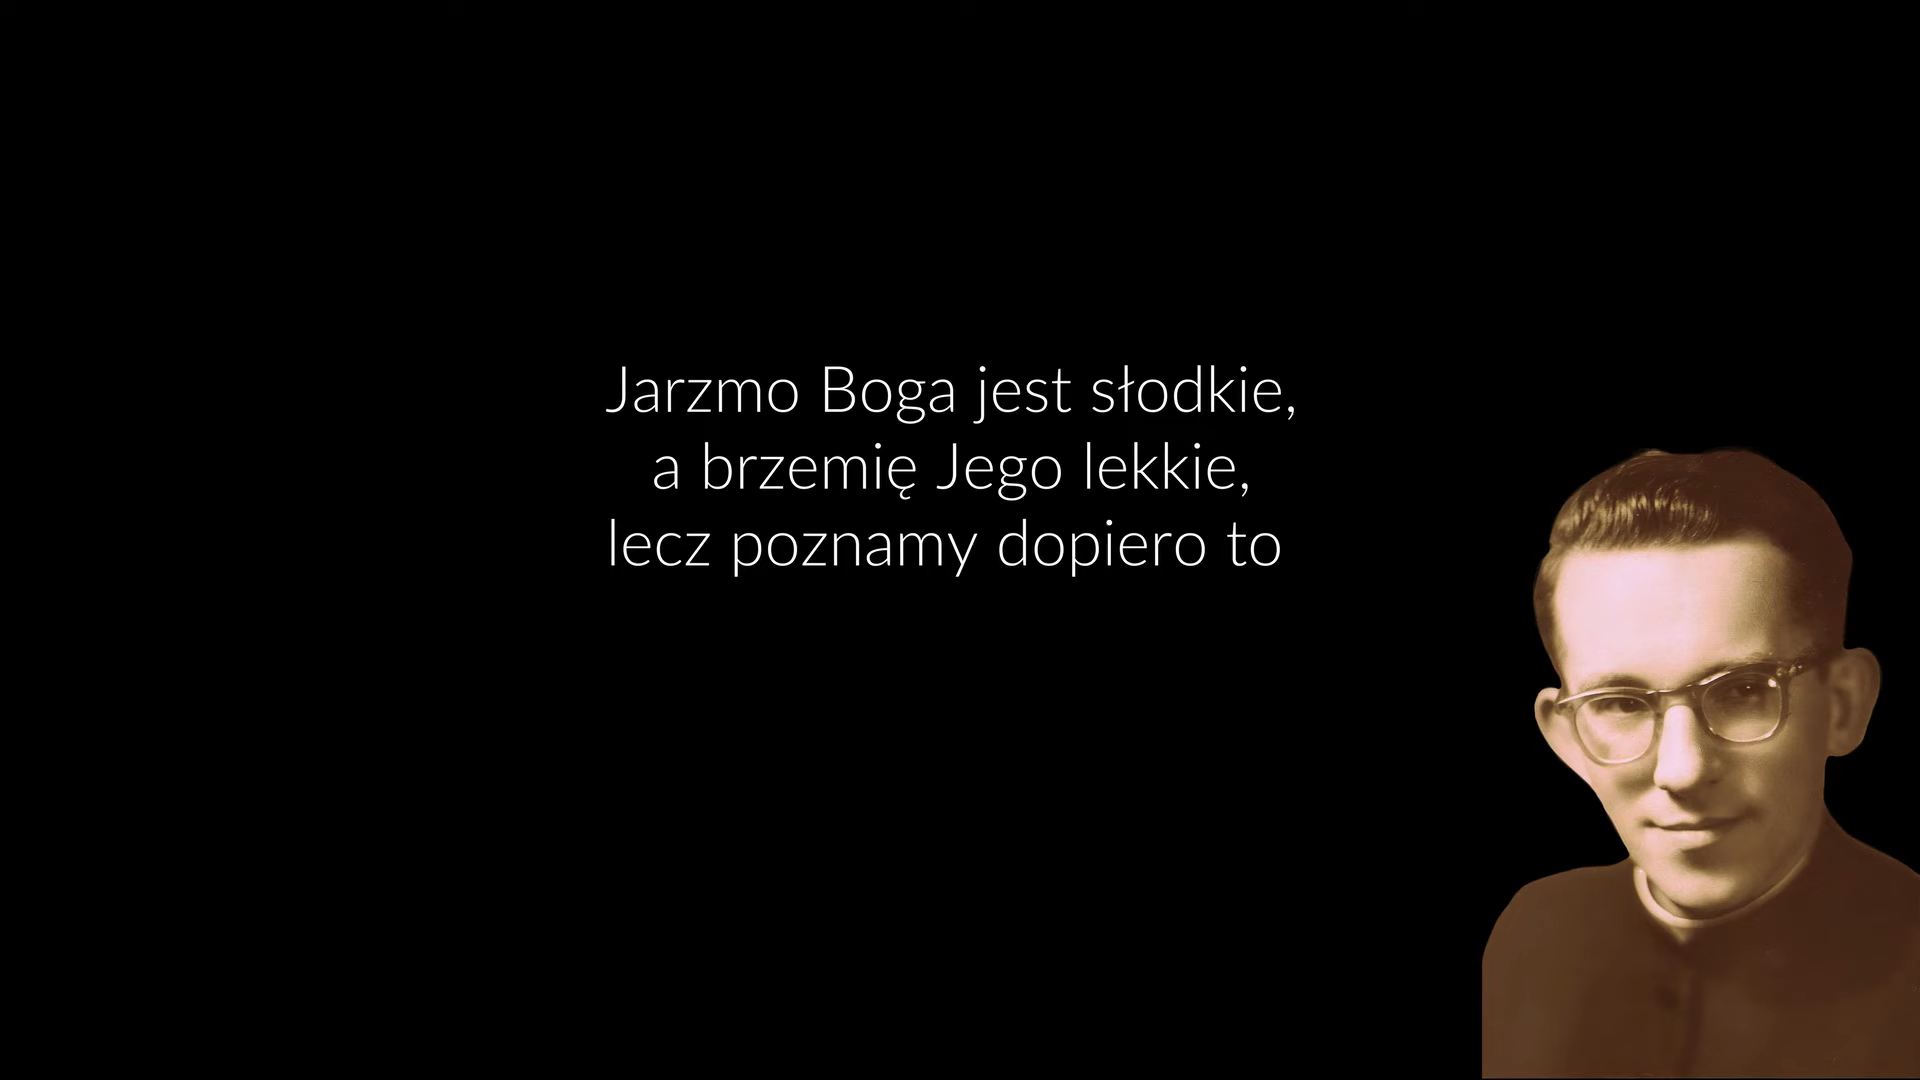 Jarzmo Boga jest słodkie,
a brzemię Jego lekkie,
lecz poznamy dopiero to